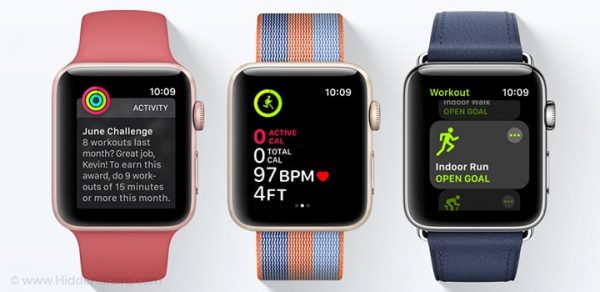 10:09
ACTIVITY
June Challenge
8 workouts last
month? Great job,
Kevin! To earn this
award, do 9 work-
outs of 15 minutes
or more this month.
10:09
0 ACTIVE CAL
0 TOTAL CAL
97BPM
4FT
Workout 10:09
Indoor Walk
OPEN GOAL
Indoor Run
OPEN GOAL
© www.HiddenBrains.com